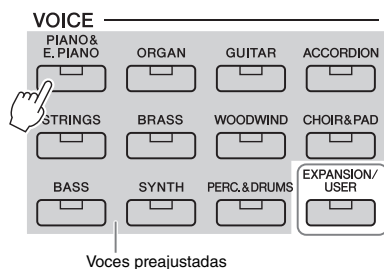 VOICE
PIANO &
E. PIANO
ORGAN
GUITAR
ACCORDION
STRINGS
BRASS
WOODWIND
CHOIR & PAD
BASS
SYNTH
PERC. & DRUMS
EXPANSION/
USER
Voces preajustadas